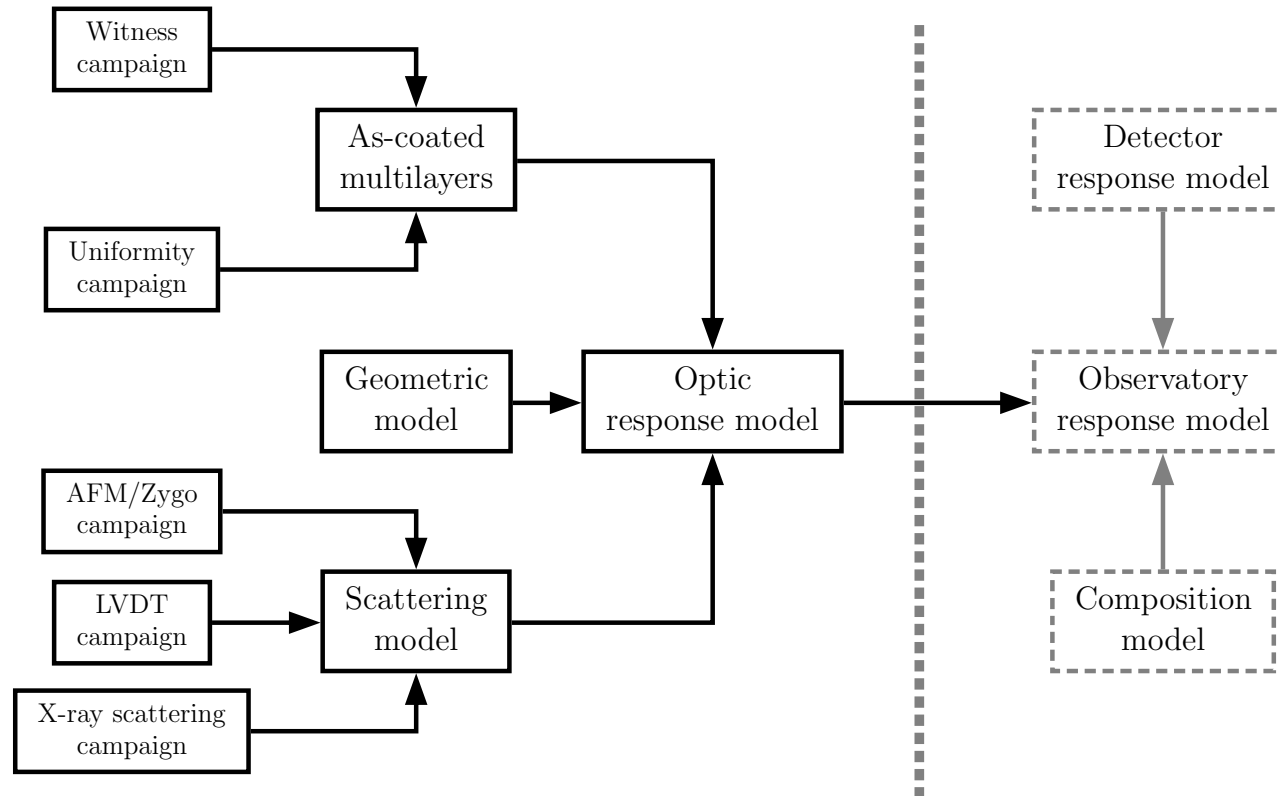 Witness
campaign
As-coated
multilayers
Uniformity
campaign
Geometric
model
Optic
response model
AFM/Zygo
campaign
LVDT
campaign
Scattering
model
X-ray scattering
campaign
Detector
response model
Observatory
response model
Composition
model